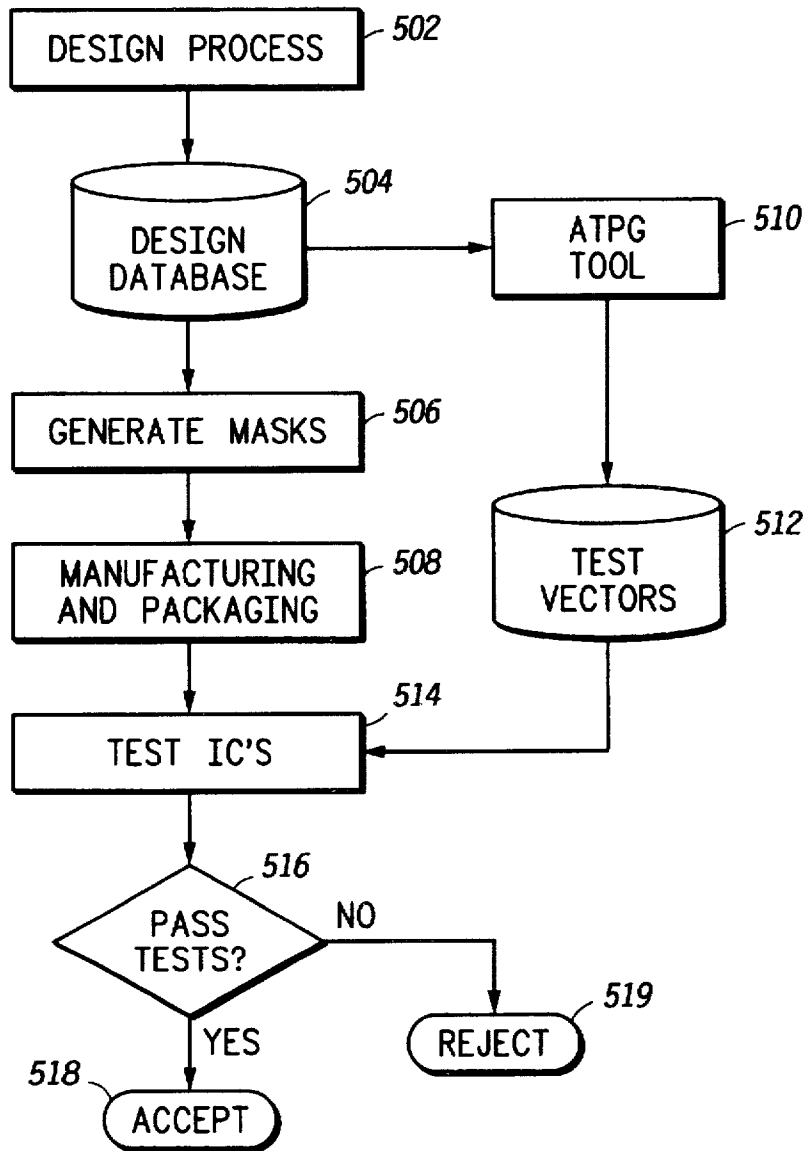 DESIGN PROCESS
502
DESIGN
DATABASE
504
ATPG
TOOL
510
GENERATE MASKS
506
MANUFACTURING
AND PACKAGING
508
TEST
VECTORS
512
TEST IC'S
514
PASS
TESTS?
516
NO
YES
REJECT
519
518
ACCEPT